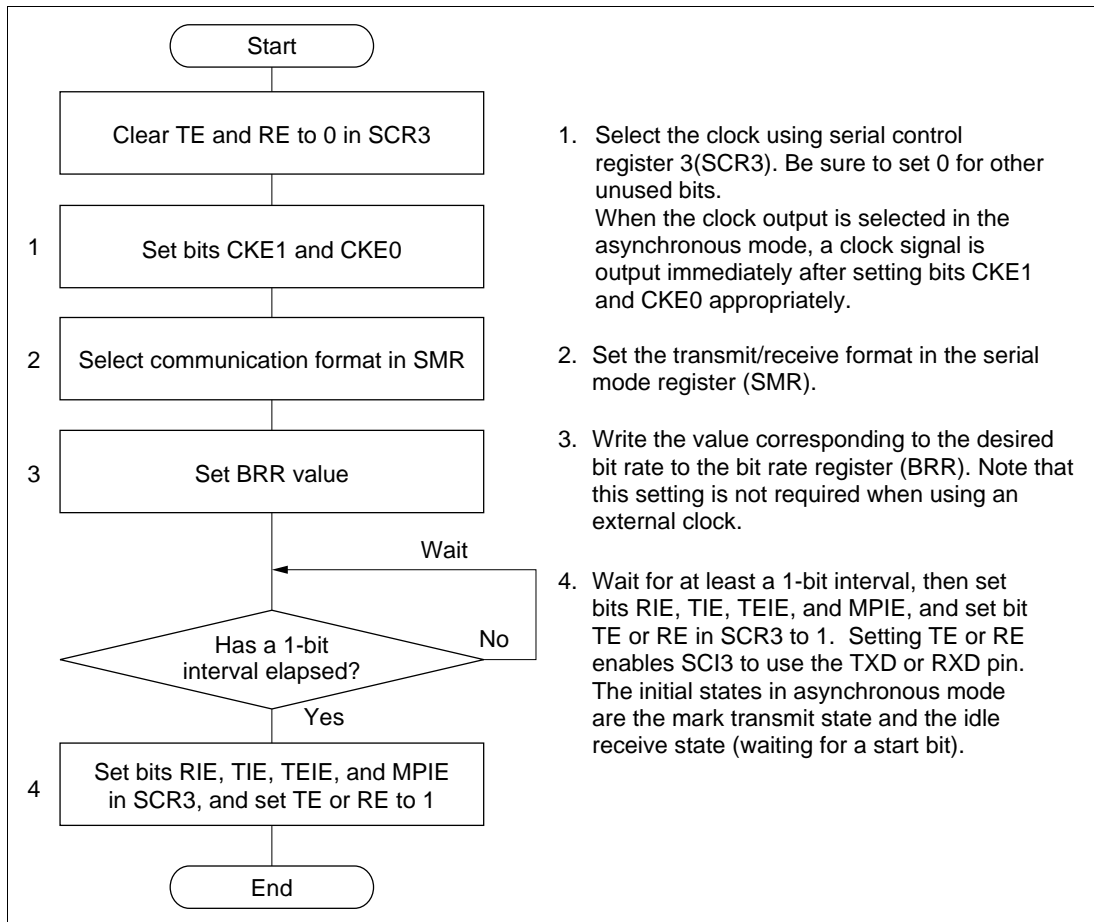 Start
Clear TE and RE to 0 in SCR3
1
Set bits CKE1 and CKE0
2
Select communication format in SMR
3
Set BRR value
Wait
Has a 1-bit
interval elapsed?
No
Yes
4
Set bits RIE, TIE, TEIE, and MPIE
in SCR3, and set TE or RE to 1
End
1. Select the clock using serial control
register 3(SCR3). Be sure to set 0 for other
unused bits.
When the clock output is selected in the
asynchronous mode, a clock signal is
output immediately after setting bits CKE1
and CKE0 appropriately.
2. Set the transmit/receive format in the serial
mode register (SMR).
3. Write the value corresponding to the desired
bit rate to the bit rate register (BRR). Note that
this setting is not required when using an
external clock.
4. Wait for at least a 1-bit interval, then set
bits RIE, TIE, TEIE, and MPIE, and set bit
TE or RE in SCR3 to 1. Setting TE or RE
enables SCI3 to use the TXD or RXD pin.
The initial states in asynchronous mode
are the mark transmit state and the idle
receive state (waiting for a start bit).